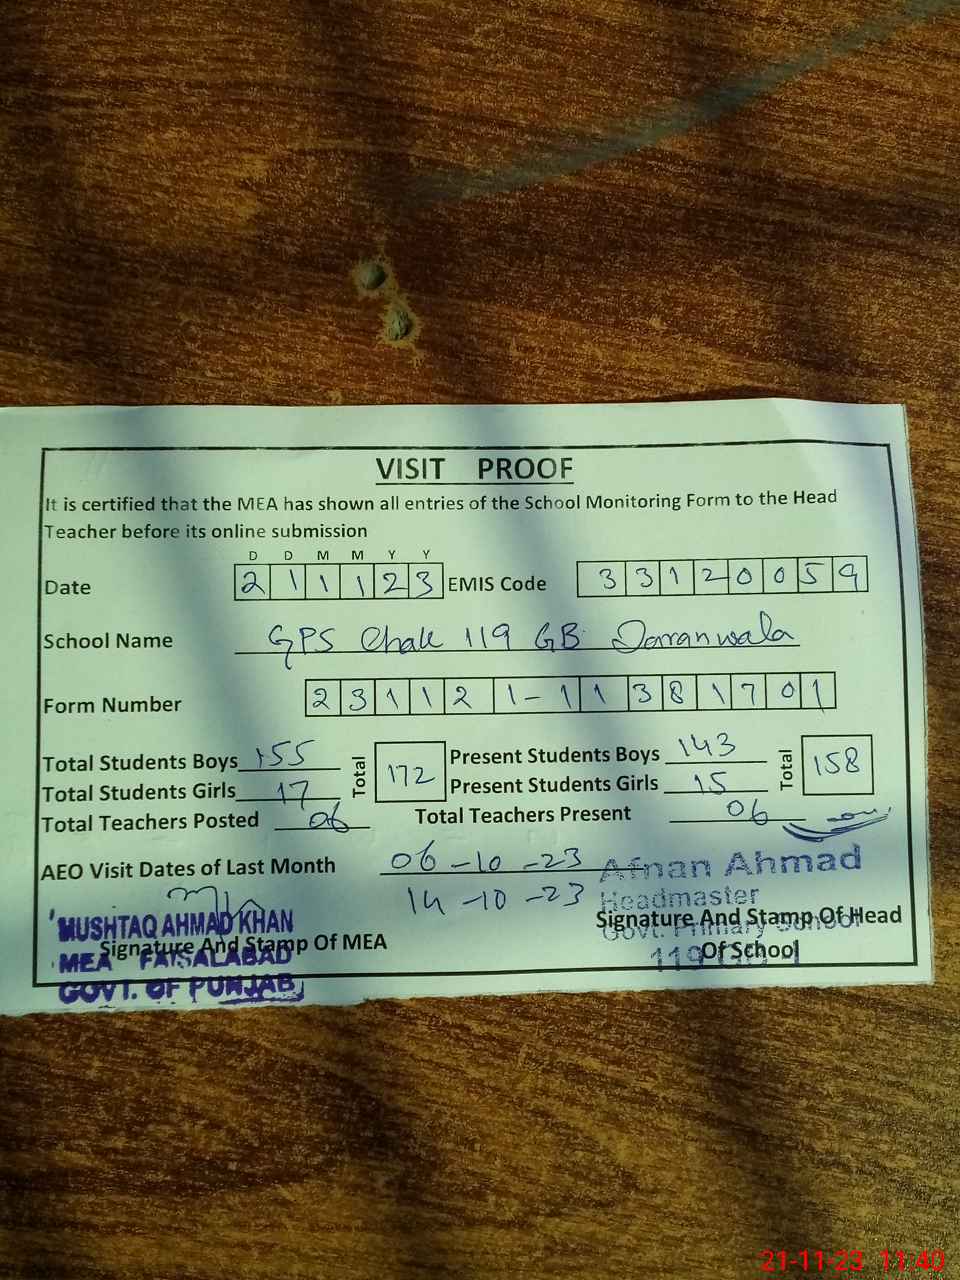 VISIT PROOF
It is certified that the MEA has shown all entries of the School Monitoring Form to the Head
Teacher before its online submission
D D M M Y Y
Date 2 1 1 1 2 3 EMIS Code 3 3 1 2 0 0 5 9
School Name GPS Chak 119 GB Daranwala
Form Number 2 3 1 1 2 1 - 1 1 3 8 1 7 0 1
Total Students Boys 155 Total 172 Present Students Boys 143 Total 158
Total Students Girls 17 Present Students Girls 15
Total Teachers Posted 06 Total Teachers Present 06
AEO Visit Dates of Last Month 06-10-23
14-10-23
Afnan Ahmad
Headmaster
Govt. Primary School
119
Signature And Stamp Of Head
Of School
MUSHTAQ AHMAD KHAN
MEA FAISALABAD
GOVT. OF PUNJAB
Signature And Stamp Of MEA
21-11-23 11:40